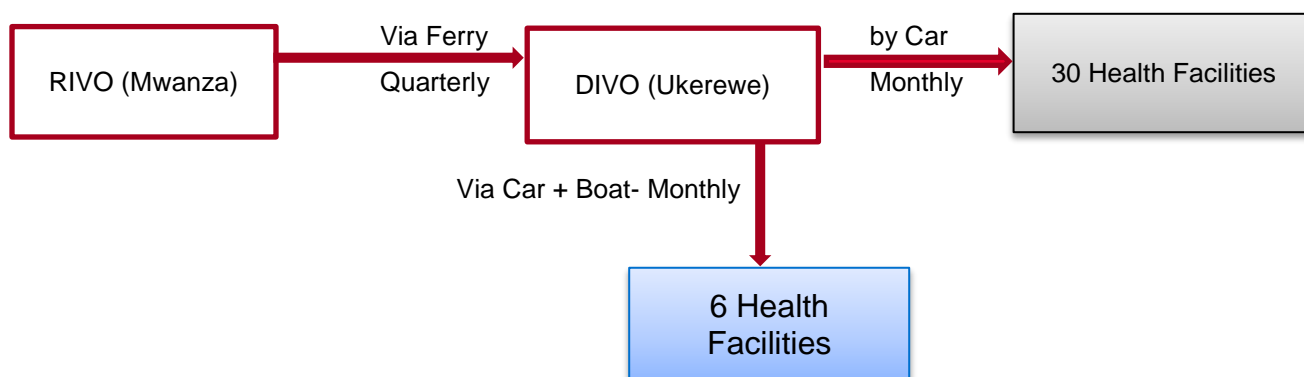 Via Ferry
Quarterly
by Car
Monthly
RIVO (Mwanza)
DIVO (Ukerewe)
30 Health Facilities
Via Car + Boat- Monthly
6 Health
Facilities